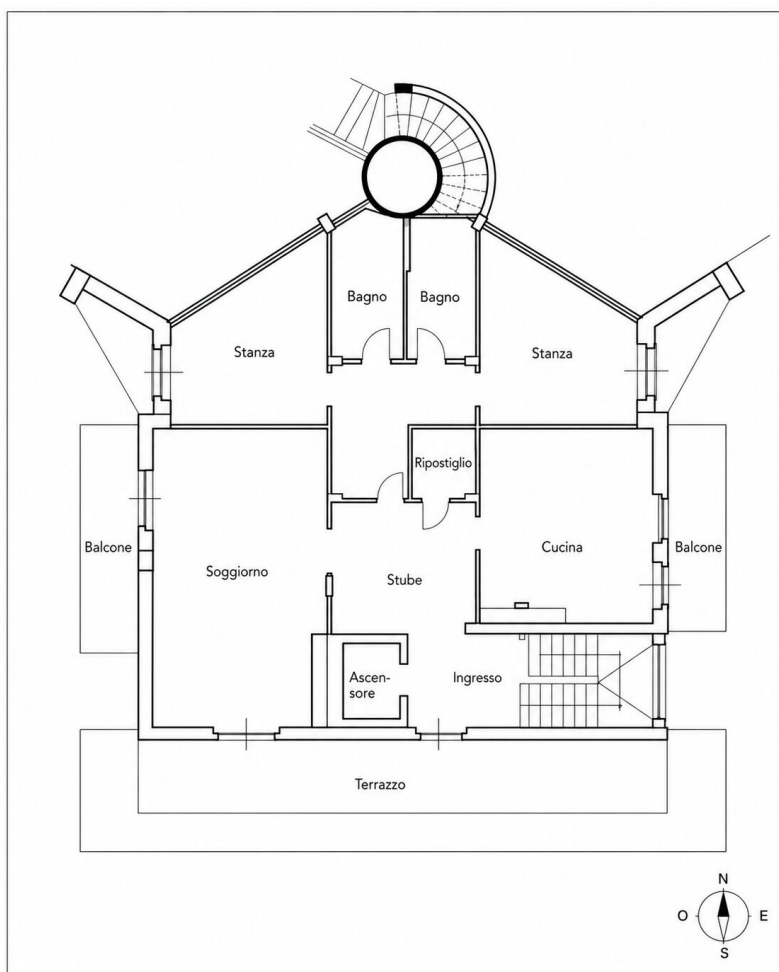 Bagno
Bagno
Stanza
Stanza
Ripostiglio
Balcone
Soggiorno
Stube
Cucina
Balcone
Ascen-
sore
Ingresso
Terrazzo
N
O
E
S